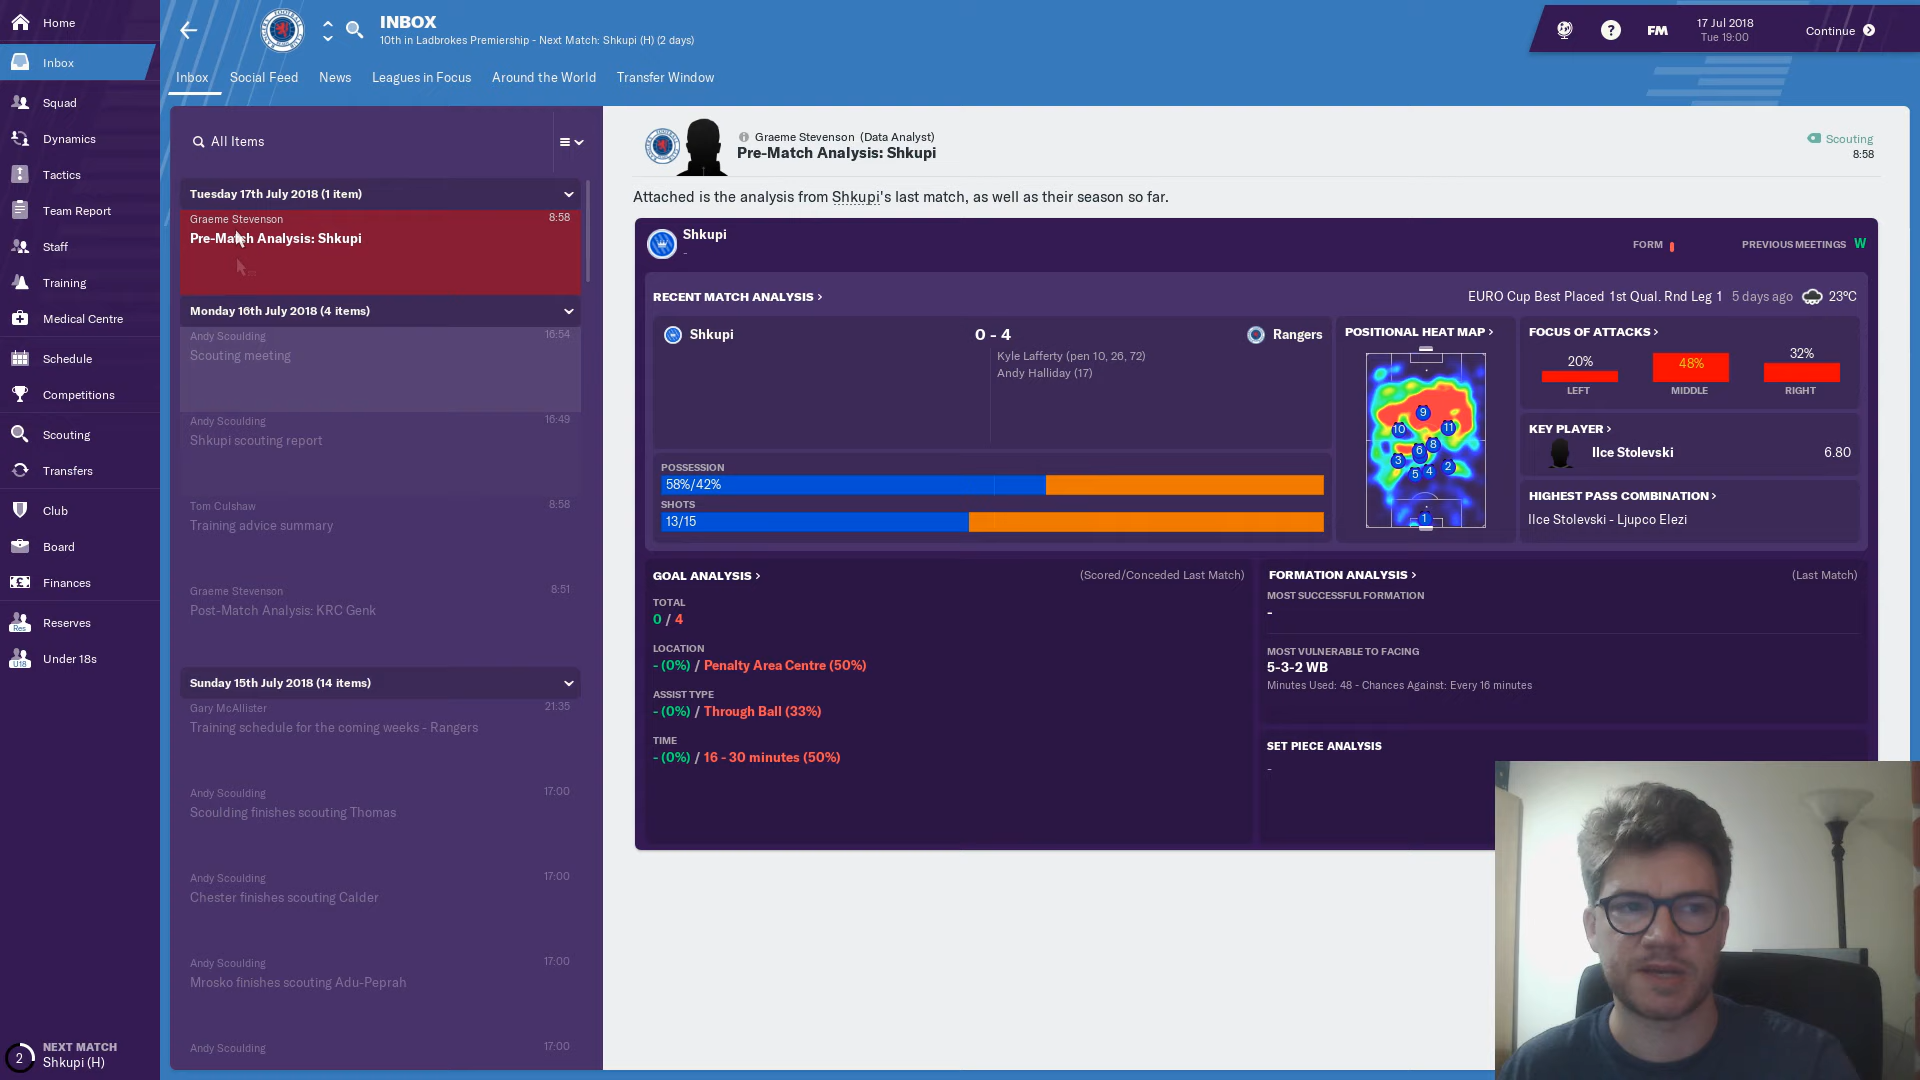 Home
Inbox
Squad
Dynamics
Tactics
Team Report
Staff
Training
Medical Centre
Schedule
Competitions
Scouting
Transfers
Club
Board
Finances
Res
Reserves
U18
Under 18s
2
NEXT MATCH
Shkupi (H)
INBOX
10th in Ladbrokes Premiership - Next Match: Shkupi (H) (2 days)
? FM
17 Jul 2018
Tue 19:00
Continue
Inbox Social Feed News Leagues in Focus Around the World Transfer Window
All Items
Tuesday 17th July 2018 (1 item)
Graeme Stevenson 8:58
Pre-Match Analysis: Shkupi
Monday 16th July 2018 (4 items)
Andy Scoulding 16:54
Scouting meeting
Andy Scoulding 16:49
Shkupi scouting report
Tom Culshaw 8:58
Training advice summary
Graeme Stevenson 8:51
Post-Match Analysis: KRC Genk
Sunday 15th July 2018 (14 items)
Gary McAllister 21:35
Training schedule for the coming weeks - Rangers
Andy Scoulding 17:00
Scoulding finishes scouting Thomas
Andy Scoulding 17:00
Chester finishes scouting Calder
Andy Scoulding 17:00
Mrosko finishes scouting Adu-Peprah
Andy Scoulding 17:00
Graeme Stevenson (Data Analyst)
Pre-Match Analysis: Shkupi
Scouting
8:58
Attached is the analysis from Shkupi's last match, as well as their season so far.
Shkupi
-
FORM
PREVIOUS MEETINGS W
RECENT MATCH ANALYSIS >
EURO Cup Best Placed 1st Qual. Rnd Leg 1 5 days ago 23ºC
Shkupi 0 - 4 Rangers
Kyle Lafferty (pen 10, 26, 72)
Andy Halliday (17)
POSSESSION
58%/42%
SHOTS
13/15
POSITIONAL HEAT MAP >
9
10 11
8
6
3 2
5 4
1
FOCUS OF ATTACKS >
20% 48% 32%
LEFT MIDDLE RIGHT
KEY PLAYER >
Ilce Stolevski 6.80
HIGHEST PASS COMBINATION >
Ilce Stolevski - Ljupco Elezi
GOAL ANALYSIS > (Scored/Conceded Last Match)
TOTAL
0 / 4
LOCATION
- (0%) / Penalty Area Centre (50%)
ASSIST TYPE
- (0%) / Through Ball (33%)
TIME
- (0%) / 16 - 30 minutes (50%)
FORMATION ANALYSIS > (Last Match)
MOST SUCCESSFUL FORMATION
-
MOST VULNERABLE TO FACING
5-3-2 WB
Minutes Used: 48 - Chances Against: Every 16 minutes
SET PIECE ANALYSIS
-